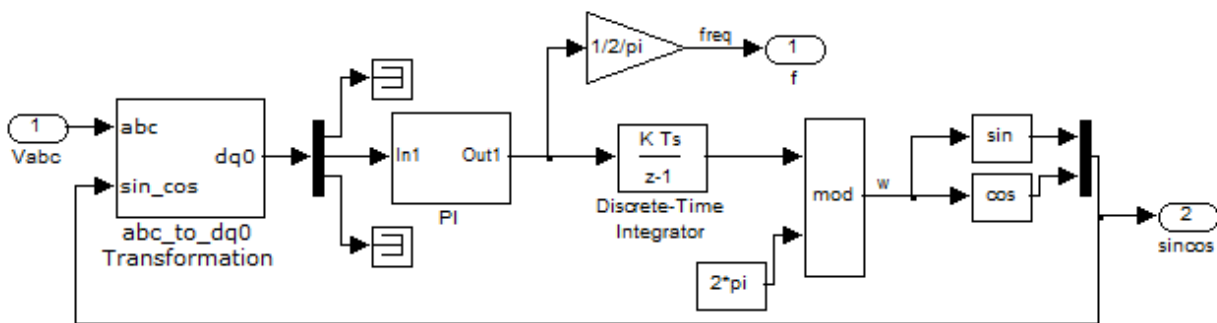 1
Vabc
abc
sin_cos
dq0
abc_to_dq0
Transformation
In1
Out1
PI
1/2/pi
freq
1
f
K Ts
z-1
Discrete-Time
Integrator
2*pi
mod
w
sin
cos
2
sincos